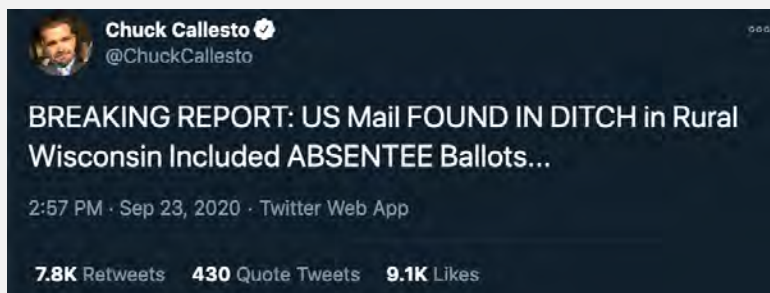 Chuck Callesto
@ChuckCallesto
BREAKING REPORT: US Mail FOUND IN DITCH in Rural
Wisconsin Included ABSENTEE Ballots...
2:57 PM · Sep 23, 2020 · Twitter Web App
7.8K Retweets 430 Quote Tweets 9.1K Likes